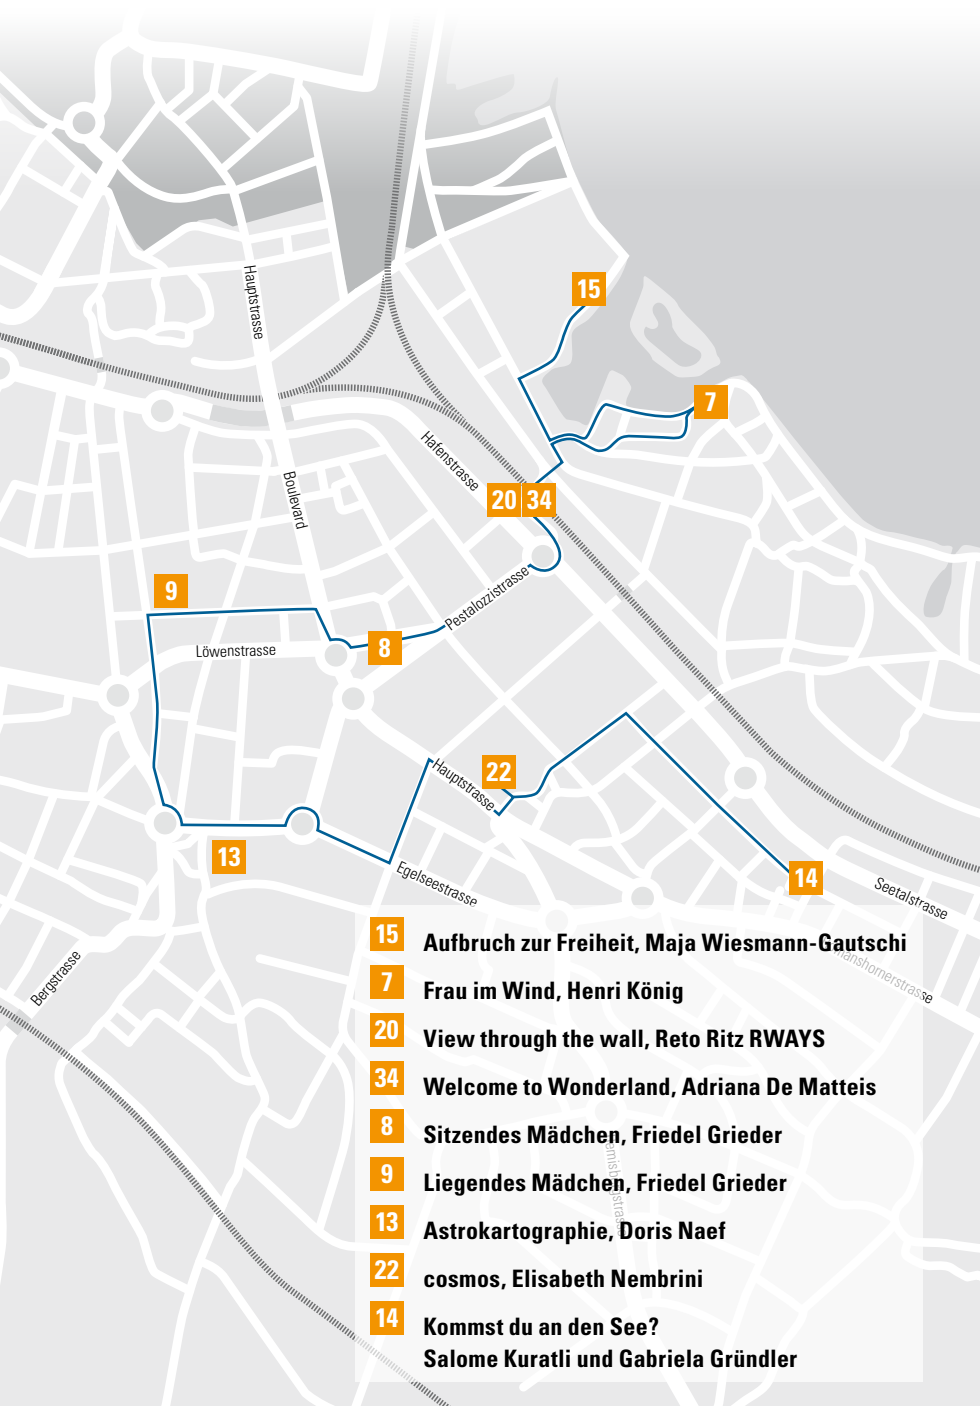 Hauptstrasse
15
7
Hafenstrasse
Boulevard
20 34
9
Pestalozzistrasse
8
Löwenstrasse
22
Hauptstrasse
13
14
Egelseestrasse
Seetalstrasse
Bergstrasse
15 Aufbruch zur Freiheit, Maja Wiesmann-Gautschi
7 Frau im Wind, Henri König
20 View through the wall, Reto Ritz RWAYS
34 Welcome to Wonderland, Adriana De Matteis
8 Sitzendes Mädchen, Friedel Grieder
9 Liegendes Mädchen, Friedel Grieder
13 Astrokartographie, Doris Naef
22 cosmos, Elisabeth Nembrini
14 Kommst du an den See?
Salome Kuratli und Gabriela Gründler